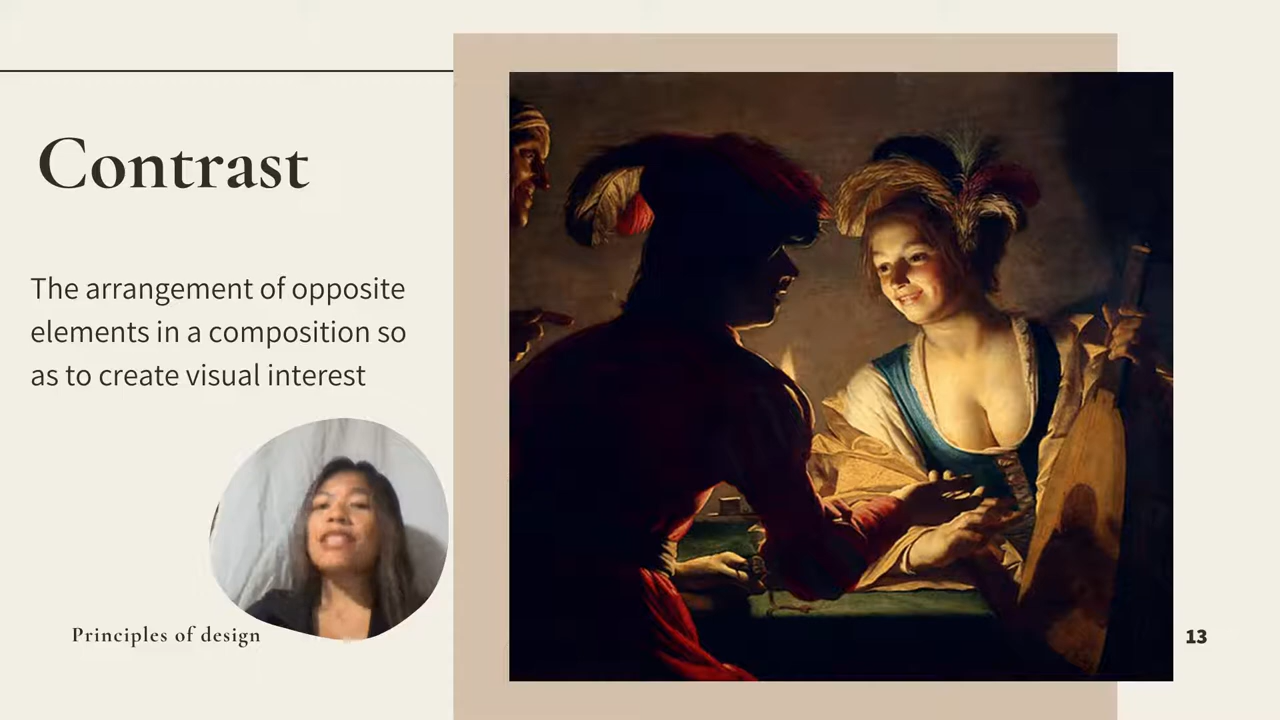 Contrast
The arrangement of opposite
elements in a composition so
as to create visual interest
Principles of design
13